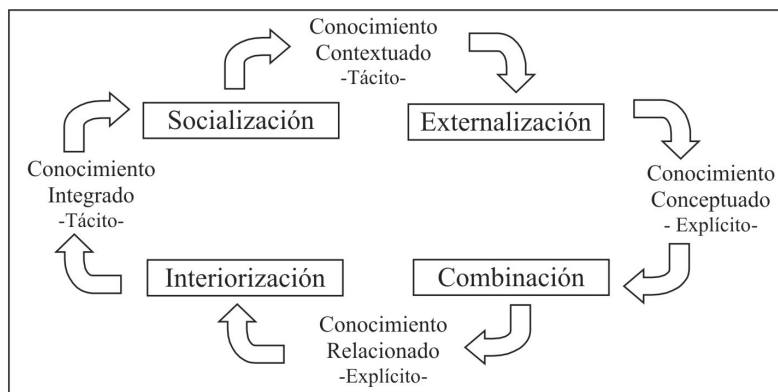 Conocimiento
Contextuado
-Tácito-
Socialización
Externalización
Conocimiento
Integrado
-Tácito-
Conocimiento
Conceptuado
- Explícito-
Interiorización
Combinación
Conocimiento
Relacionado
-Explícito-